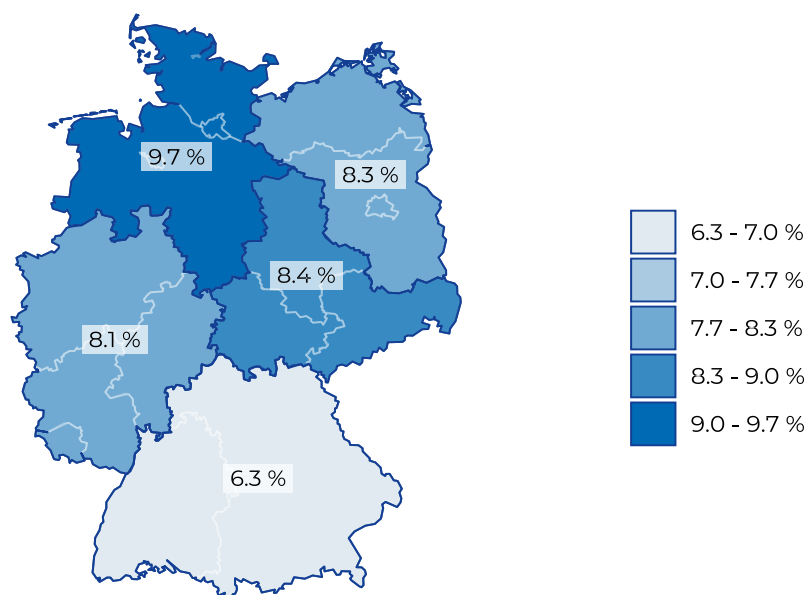 9.7 %
8.3 %
8.4 %
8.1 %
6.3 %
6.3 - 7.0 %
7.0 - 7.7 %
7.7 - 8.3 %
8.3 - 9.0 %
9.0 - 9.7 %